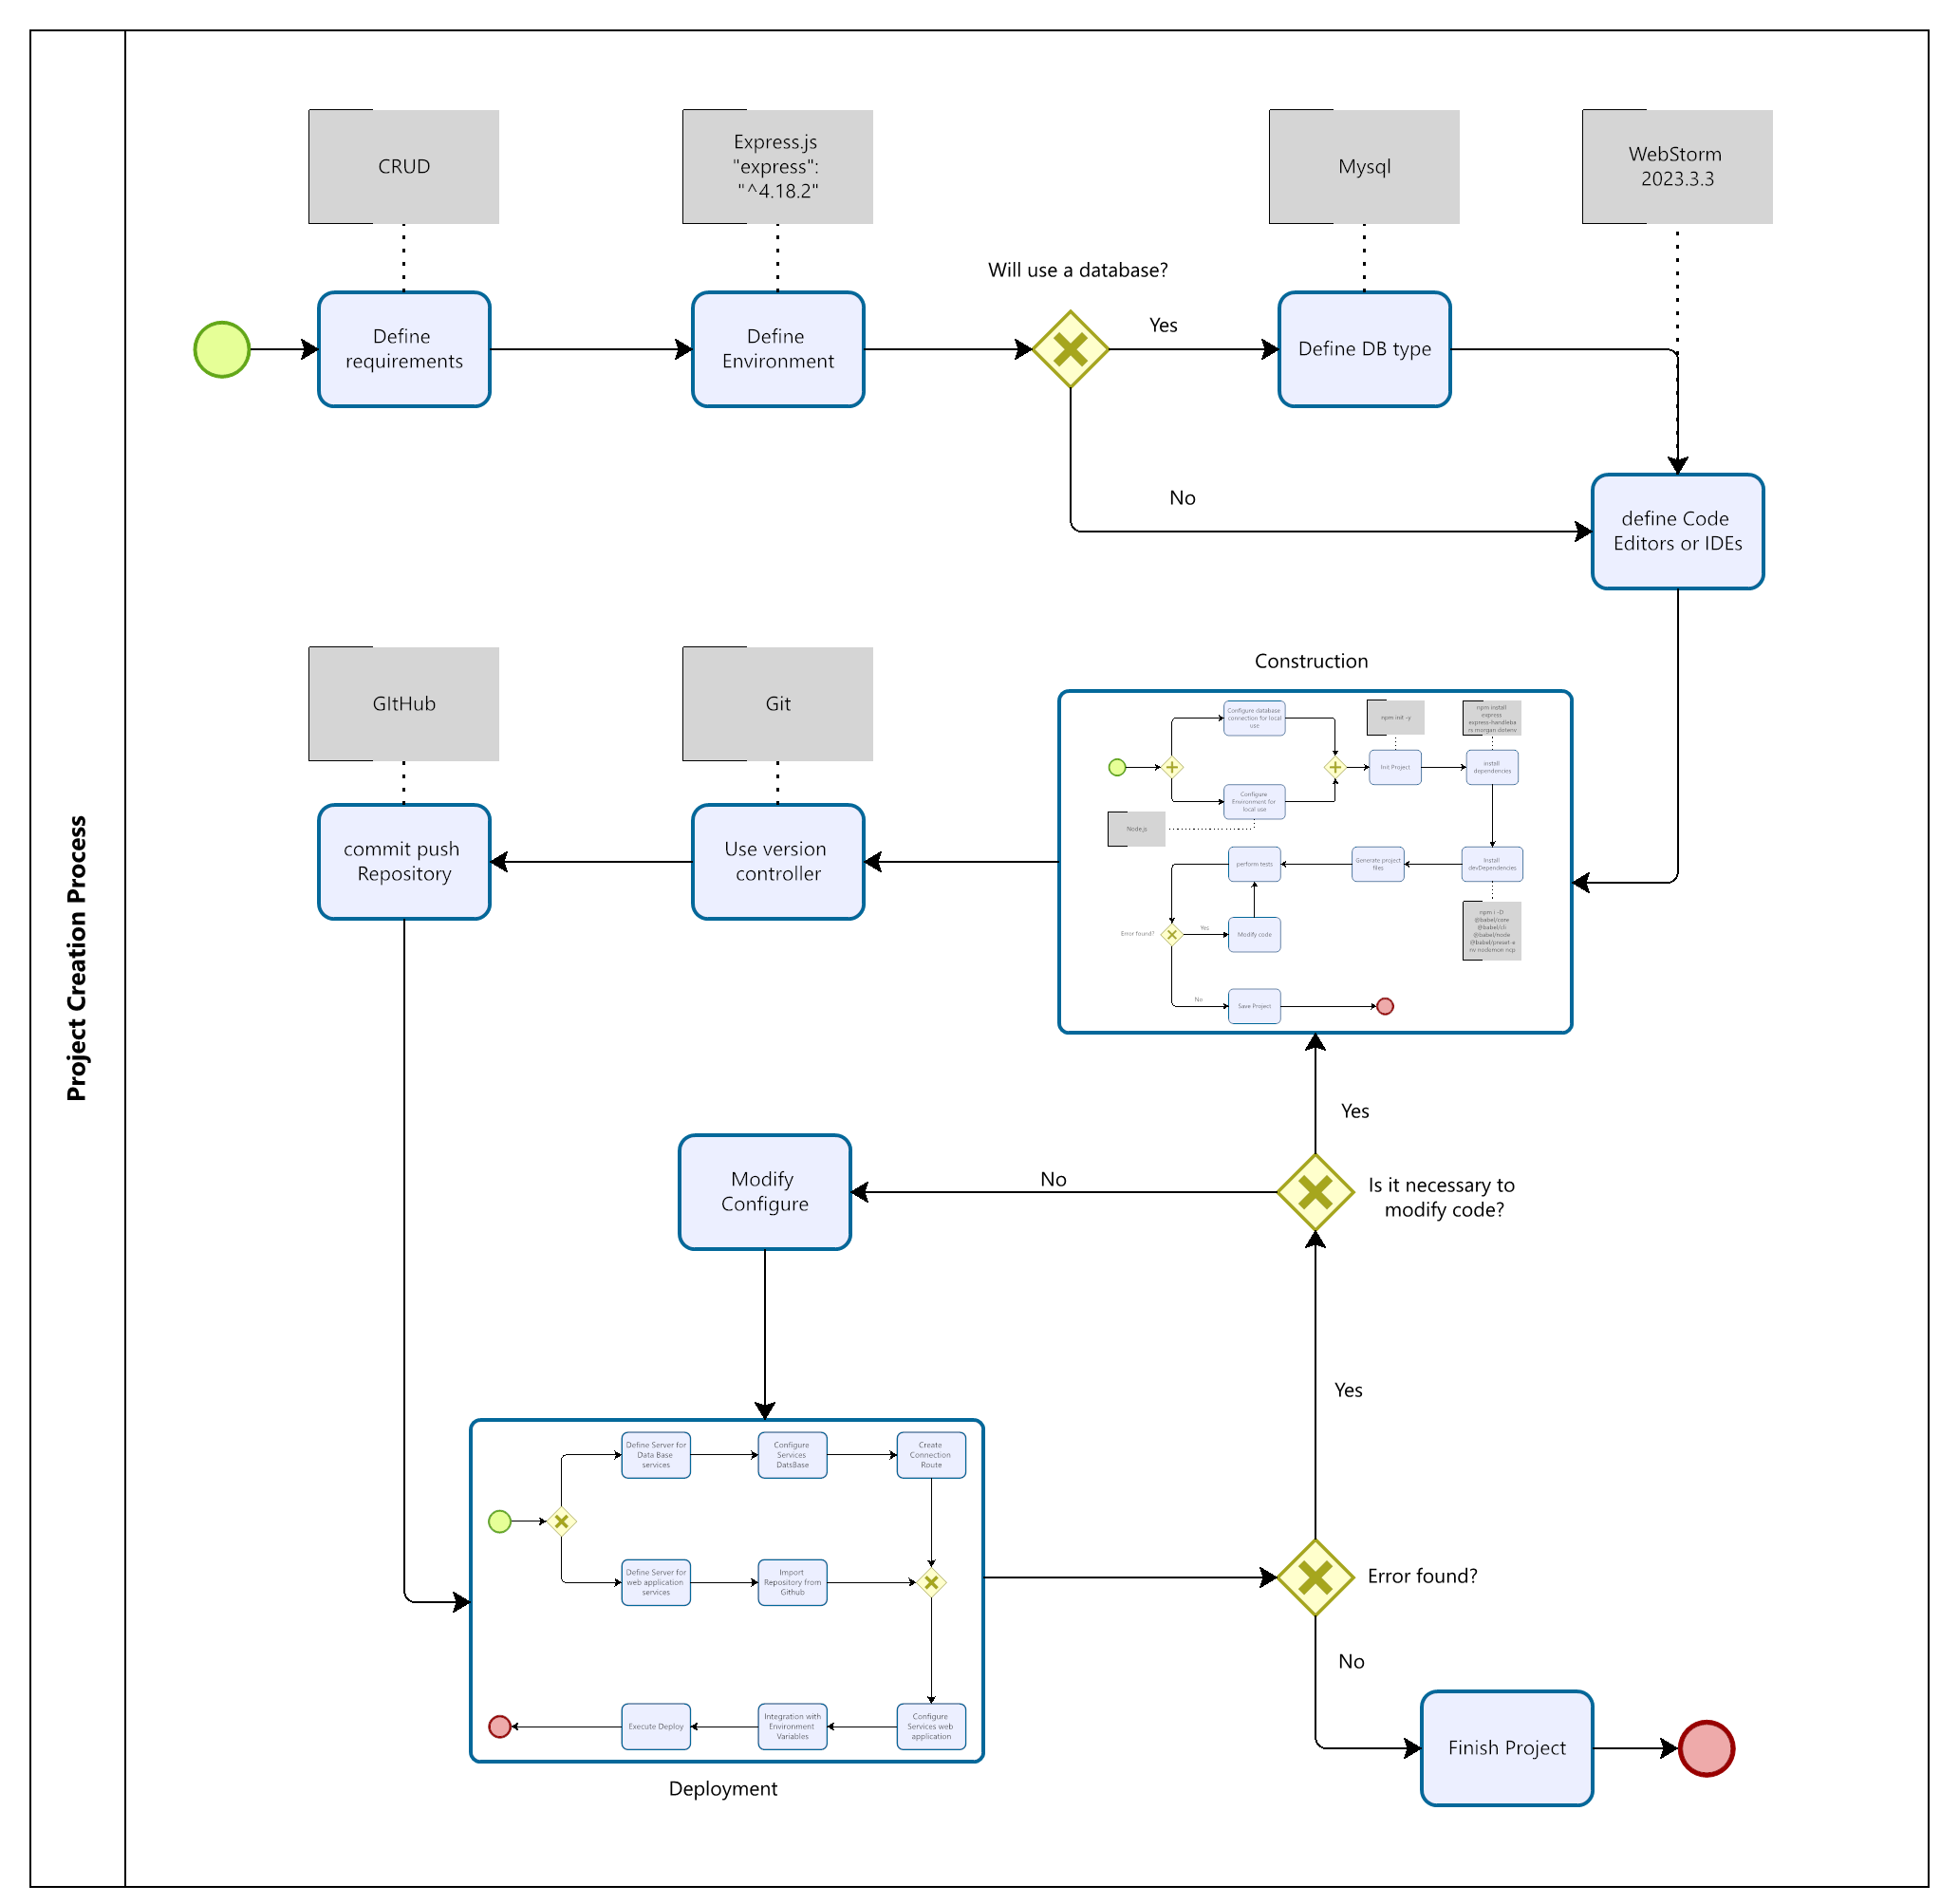 Project Creation Process
CRUD
Express.js
"express":
"^4.18.2"
Mysql
WebStorm
2023.3.3
Will use a database?
Define
requirements
Define
Environment
Yes
Define DB type
No
define Code
Editors or IDEs
GItHub
Git
Construction
commit push
Repository
Use version
controller
Configure database
connection for local
use
npm init -y
npm install
express
express-handleba
rs morgan dotenv
Init Project
install
dependencies
Configure
Environment for
local use
Node.js
perform tests
Generate project
files
Install
devDependencies
npm i -D
@babel/core
@babel/cli
@babel/node
@babel/preset-e
nv nodemon ncp
Error found?
Yes
Modify code
No
Save Project
Yes
Modify
Configure
No
Is it necessary to
modify code?
Yes
Define Server for
Data Base
services
Configure
Services
DatsBase
Create
Connection
Route
Define Server for
web application
services
Import
Repository from
Github
Error found?
No
Execute Deploy
Integration with
Environment
Variables
Configure
Services web
application
Finish Project
Deployment